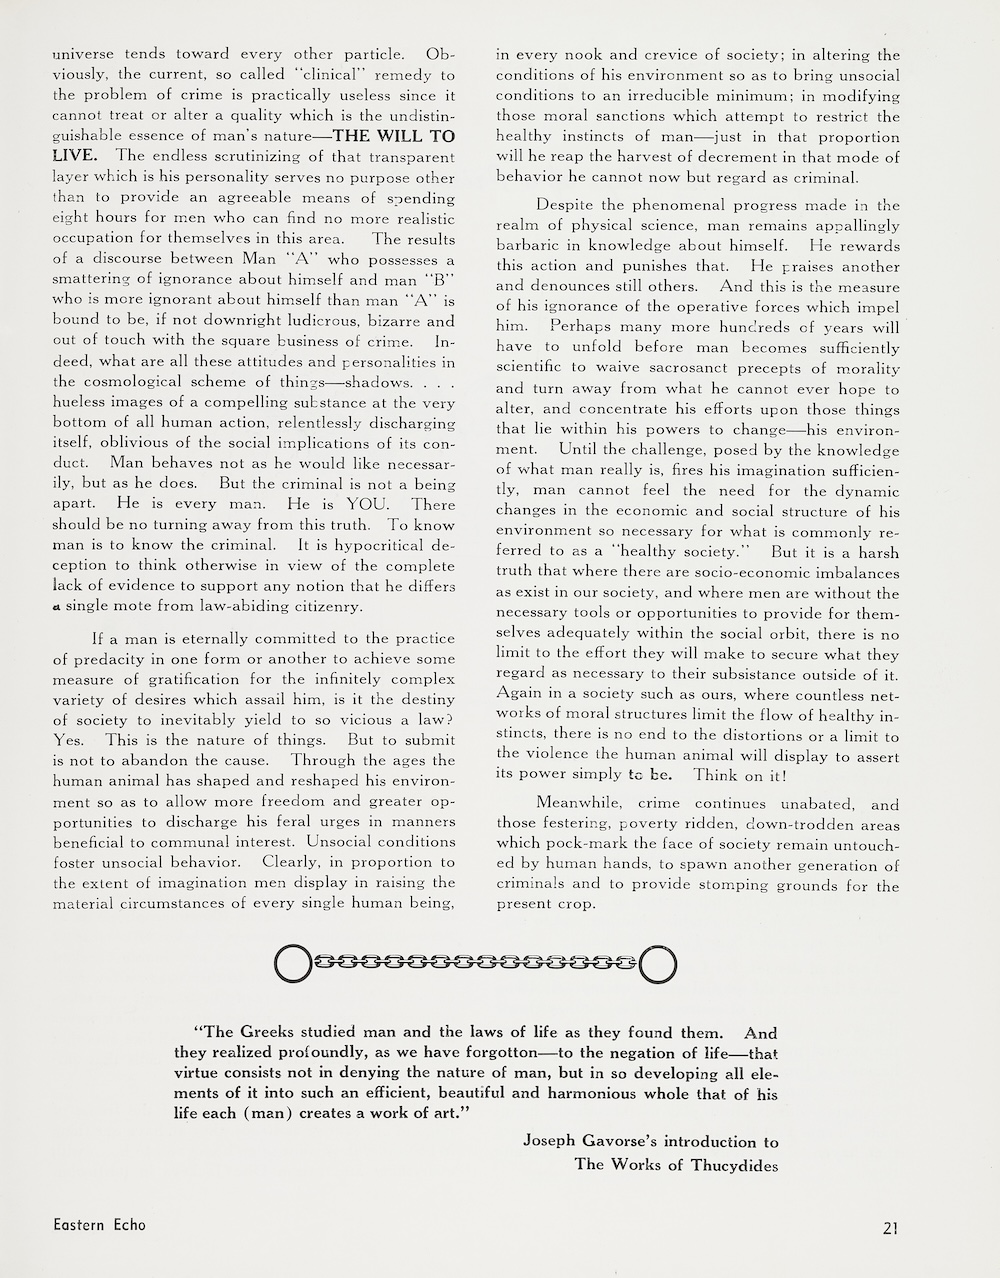 universe tends toward every other particle. Ob-
viously, the current, so called "clinical" remedy to
the problem of crime is practically useless since it
cannot treat or alter a quality which is the undistin-
guishable essence of man's nature—THE WILL TO
LIVE. The endless scrutinizing of that transparent
layer which is his personality serves no purpose other
than to provide an agreeable means of spending
eight hours for men who can find no more realistic
occupation for themselves in this area. The results
of a discourse between Man "A" who possesses a
smattering of ignorance about himself and man "B"
who is more ignorant about himself than man "A" is
bound to be, if not downright ludicrous, bizarre and
out of touch with the square business of crime. In-
deed, what are all these attitudes and personalities in
the cosmological scheme of things—shadows. . . .
hueless images of a compelling substance at the very
bottom of all human action, relentlessly discharging
itself, oblivious of the social implications of its con-
duct. Man behaves not as he would like necessar-
ily, but as he does. But the criminal is not a being
apart. He is every man. He is YOU. There
should be no turning away from this truth. To know
man is to know the criminal. It is hypocritical de-
ception to think otherwise in view of the complete
lack of evidence to support any notion that he differs
a single mote from law-abiding citizenry.
If a man is eternally committed to the practice
of predacity in one form or another to achieve some
measure of gratification for the infinitely complex
variety of desires which assail him, is it the destiny
of society to inevitably yield to so vicious a law?
Yes. This is the nature of things. But to submit
is not to abandon the cause. Through the ages the
human animal has shaped and reshaped his environ-
ment so as to allow more freedom and greater op-
portunities to discharge his feral urges in manners
beneficial to communal interest. Unsocial conditions
foster unsocial behavior. Clearly, in proportion to
the extent of imagination men display in raising the
material circumstances of every single human being,
in every nook and crevice of society; in altering the
conditions of his environment so as to bring unsocial
conditions to an irreducible minimum; in modifying
those moral sanctions which attempt to restrict the
healthy instincts of man—just in that proportion
will he reap the harvest of decrement in that mode of
behavior he cannot now but regard as criminal.
Despite the phenomenal progress made in the
realm of physical science, man remains appallingly
barbaric in knowledge about himself. He rewards
this action and punishes that. He praises another
and denounces still others. And this is the measure
of his ignorance of the operative forces which impel
him. Perhaps many more hundreds of years will
have to unfold before man becomes sufficiently
scientific to waive sacrosanct precepts of morality
and turn away from what he cannot ever hope to
alter, and concentrate his efforts upon those things
that lie within his powers to change—his environ-
ment. Until the challenge, posed by the knowledge
of what man really is, fires his imagination sufficien-
tly, man cannot feel the need for the dynamic
changes in the economic and social structure of his
environment so necessary for what is commonly re-
ferred to as a "healthy society." But it is a harsh
truth that where there are socio-economic imbalances
as exist in our society, and where men are without the
necessary tools or opportunities to provide for them-
selves adequately within the social orbit, there is no
limit to the effort they will make to secure what they
regard as necessary to their subsistance outside of it.
Again in a society such as ours, where countless net-
works of moral structures limit the flow of healthy in-
stincts, there is no end to the distortions or a limit to
the violence the human animal will display to assert
its power simply to be. Think on it!
Meanwhile, crime continues unabated, and
those festering, poverty ridden, down-trodden areas
which pock-mark the face of society remain untouch-
ed by human hands, to spawn another generation of
criminals and to provide stomping grounds for the
present crop.
"The Greeks studied man and the laws of life as they found them. And
they realized profoundly, as we have forgotton—to the negation of life—that
virtue consists not in denying the nature of man, but in so developing all ele-
ments of it into such an efficient, beautiful and harmonious whole that of his
life each (man) creates a work of art."
Joseph Gavorse's introduction to
The Works of Thucydides
Eastern Echo
21